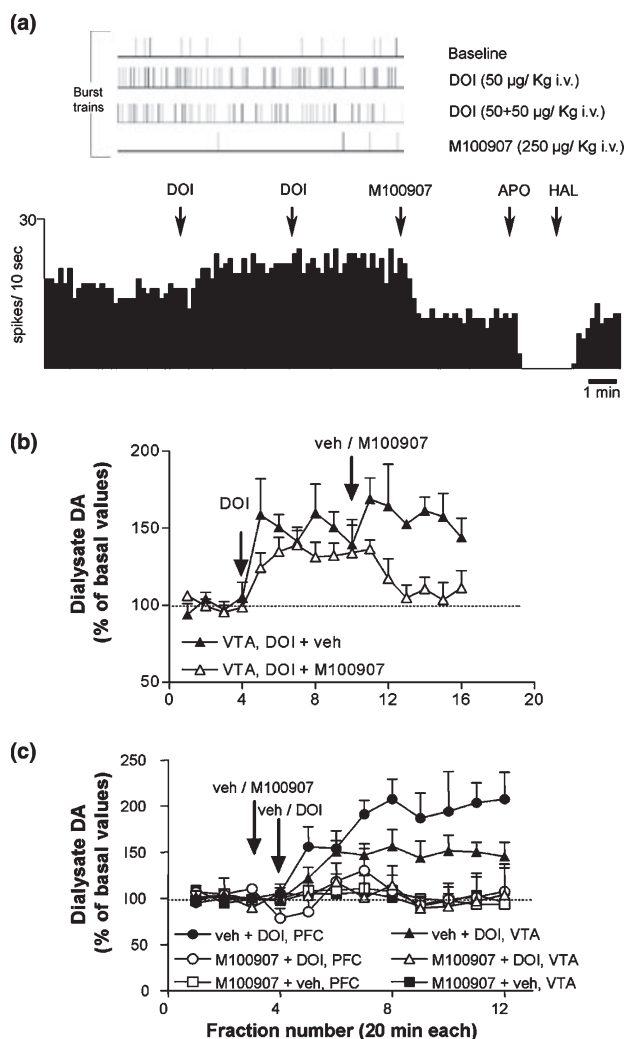 (a)
Burst
trains
Baseline
DOI (50 µg/ Kg i.v.)
DOI (50+50 µg/ Kg i.v.)
M100907 (250 µg/ Kg i.v.)
DOI
DOI
M100907
APO
HAL
30
spikes/ 10 sec
1 min
(b)
Dialysate DA
(% of basal values)
200
150
100
50
veh / M100907
DOI
VTA, DOI + veh
VTA, DOI + M100907
0 4 8 12 16 20
(c)
Dialysate DA
(% of basal values)
250
200
150
100
50
0
veh / M100907
veh / DOI
veh + DOI, PFC
veh + DOI, VTA
M100907 + DOI, PFC
M100907 + DOI, VTA
M100907 + veh, PFC
M100907 + veh, VTA
0 4 8 12
Fraction number (20 min each)